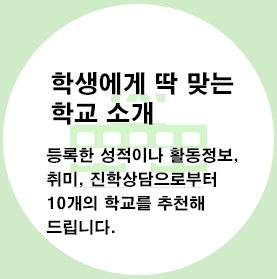 학생에게 딱 맞는
학교 소개
등록한 성적이나 활동정보,
취미, 진학상담으로부터
10개의 학교를 추천해
드립니다.